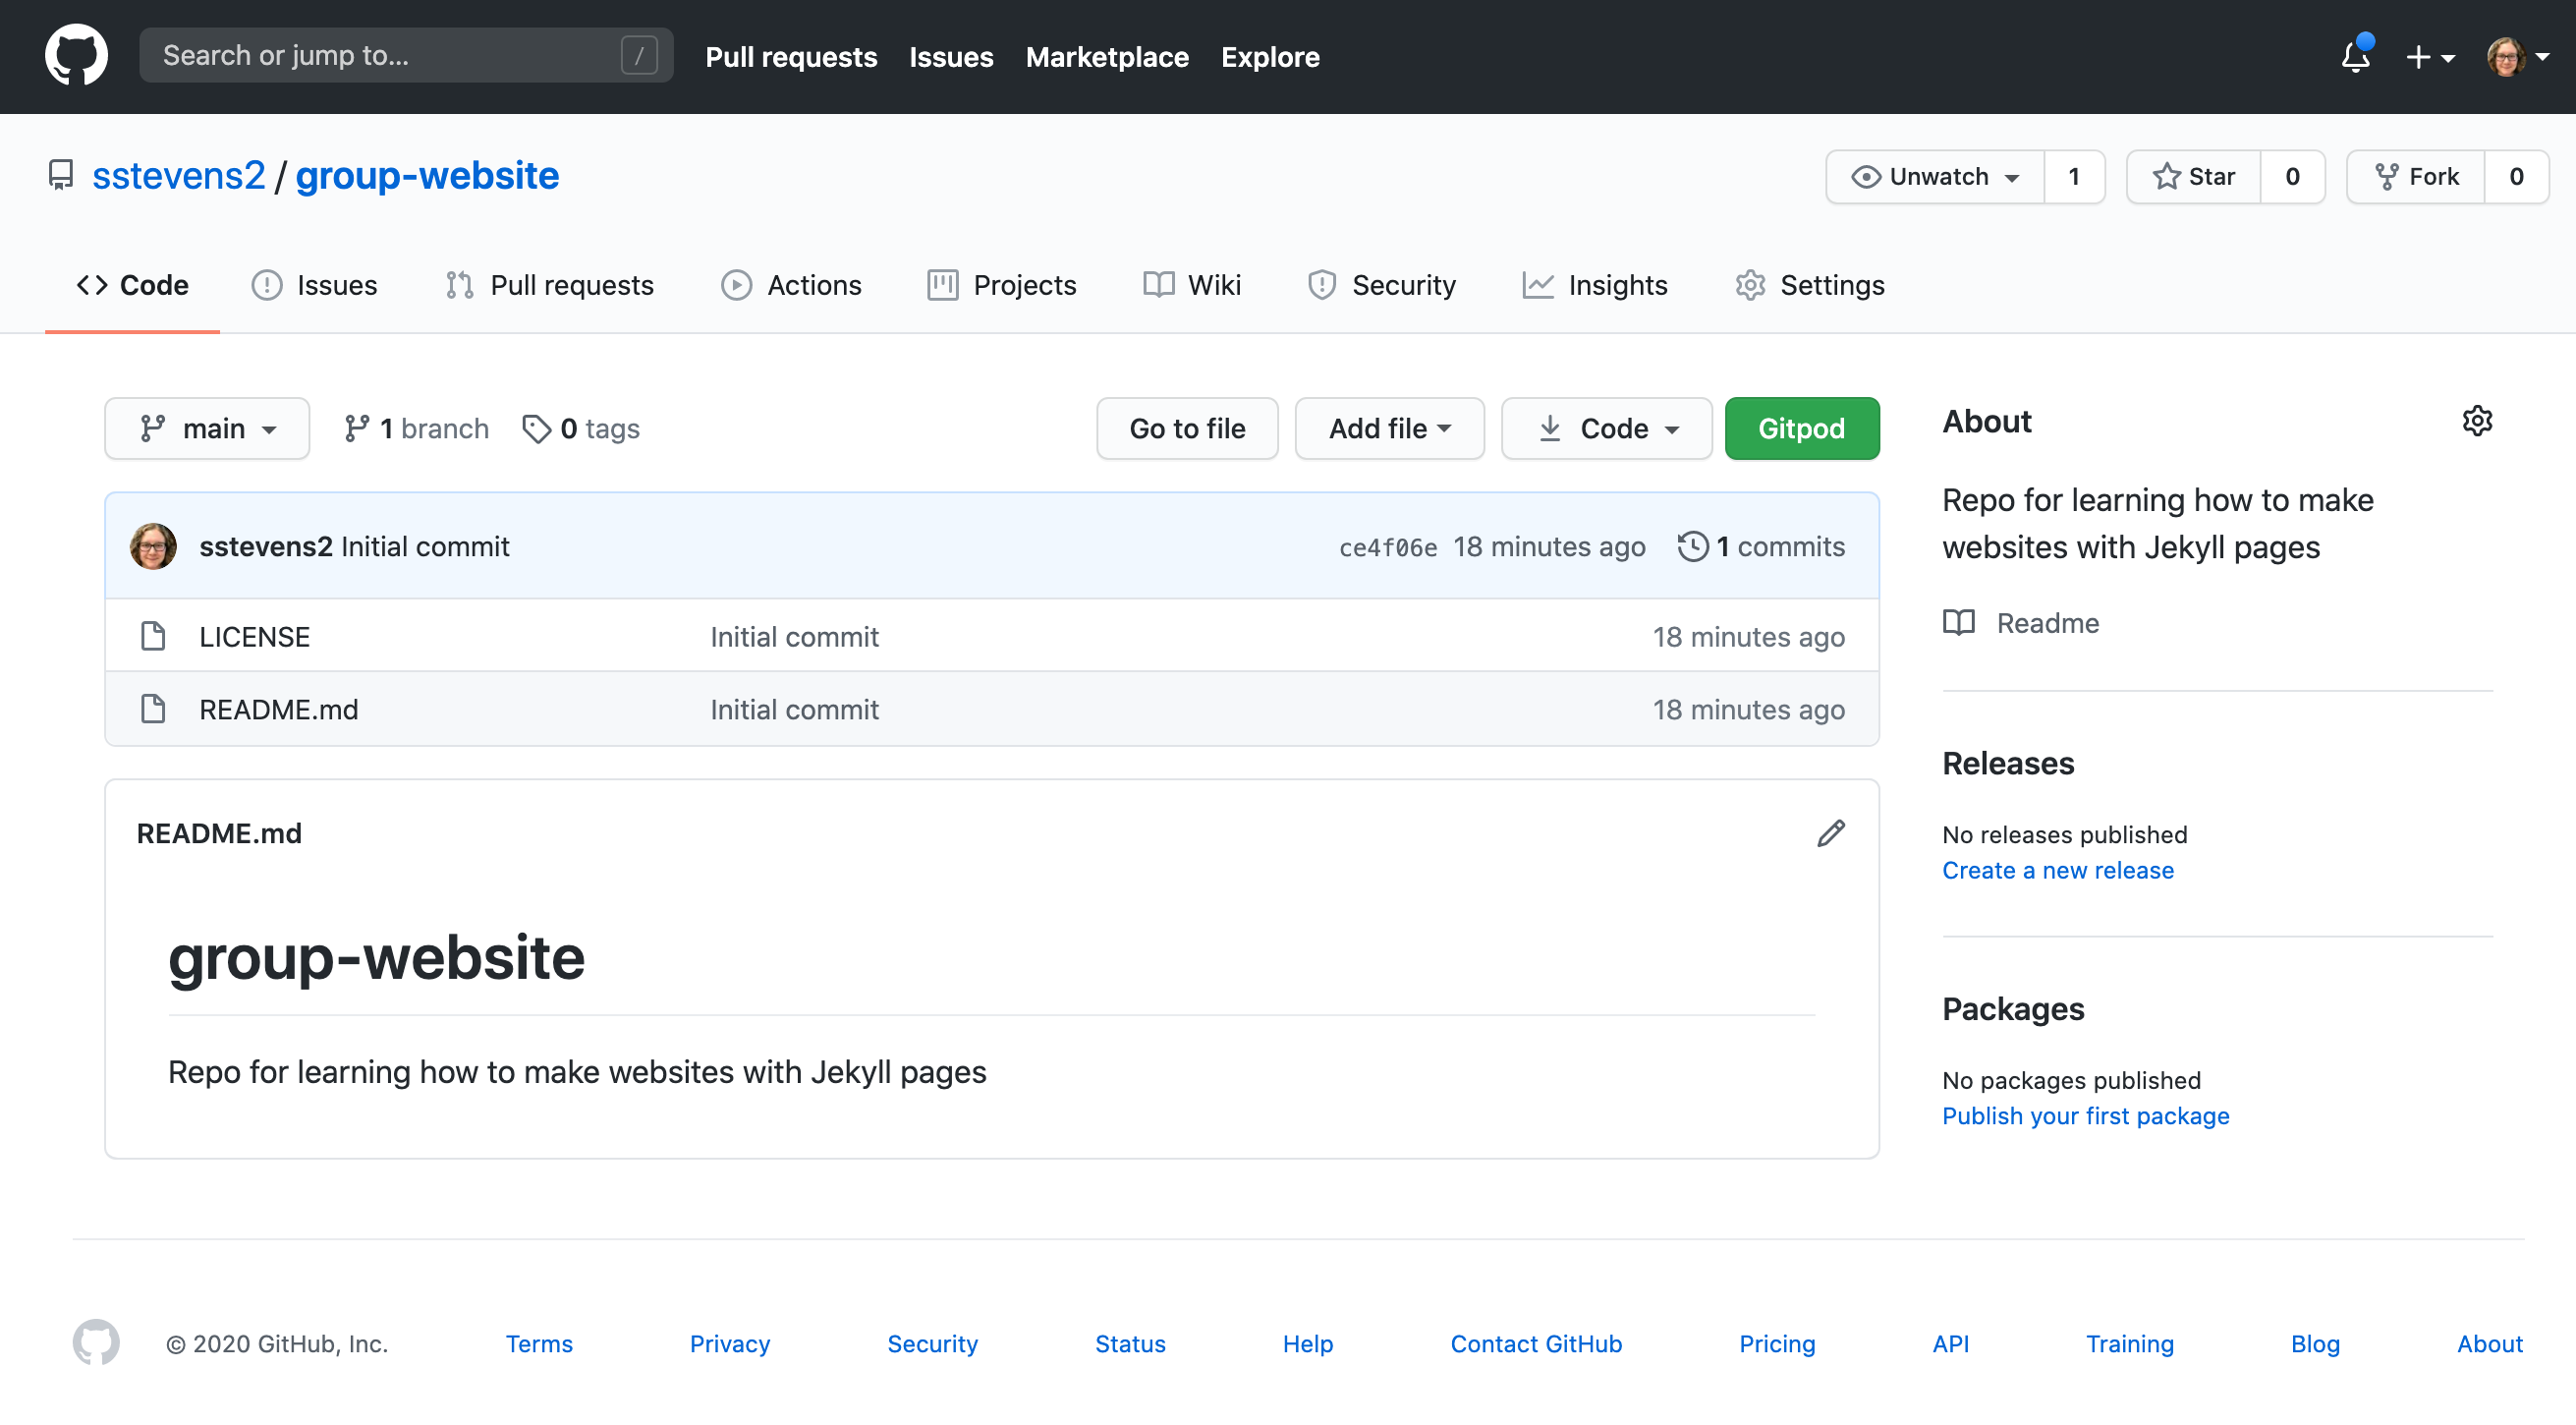 Search or jump to... /
Pull requests Issues Marketplace Explore
sstevens2 / group-website
Unwatch 1 Star 0 Fork 0
Code Issues Pull requests Actions Projects Wiki Security Insights Settings
main 1 branch 0 tags Go to file Add file Code Gitpod
sstevens2 Initial commit ce4f06e 18 minutes ago 1 commits
LICENSE Initial commit 18 minutes ago
README.md Initial commit 18 minutes ago
README.md
group-website
Repo for learning how to make websites with Jekyll pages
About
Repo for learning how to make
websites with Jekyll pages
Readme
Releases
No releases published
Create a new release
Packages
No packages published
Publish your first package
© 2020 GitHub, Inc. Terms Privacy Security Status Help Contact GitHub Pricing API Training Blog About